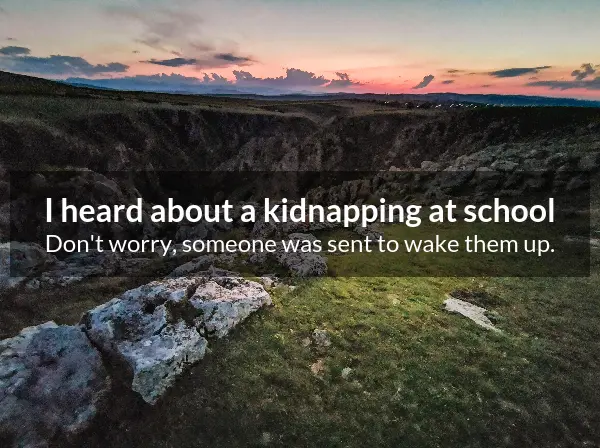 I heard about a kidnapping at school
Don't worry, someone was sent to wake them up.